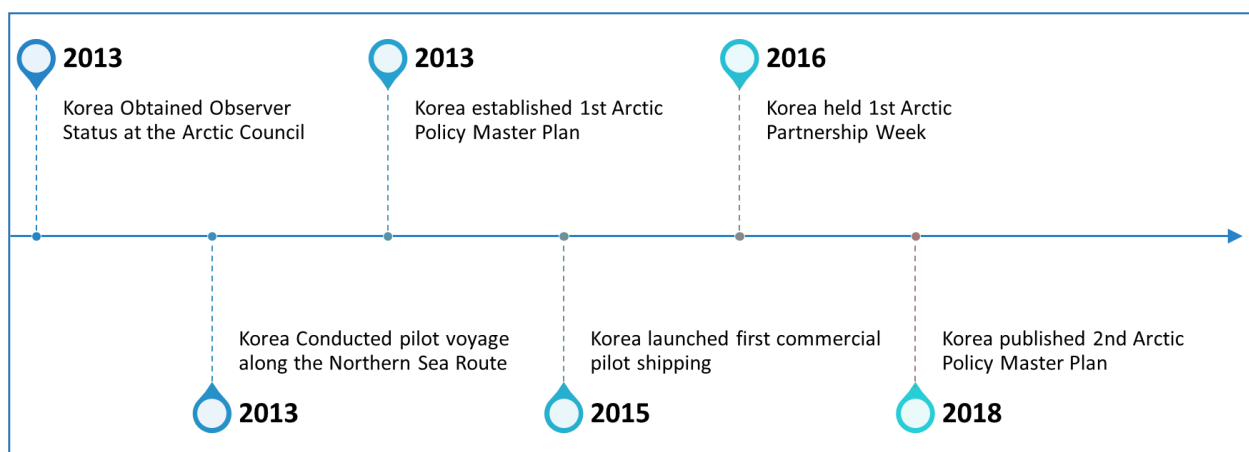 2013
Korea Obtained Observer
Status at the Arctic Council
2013
Korea established 1st Arctic
Policy Master Plan
2016
Korea held 1st Arctic
Partnership Week
Korea Conducted pilot voyage
along the Northern Sea Route
2013
Korea launched first commercial
pilot shipping
2015
Korea published 2nd Arctic
Policy Master Plan
2018